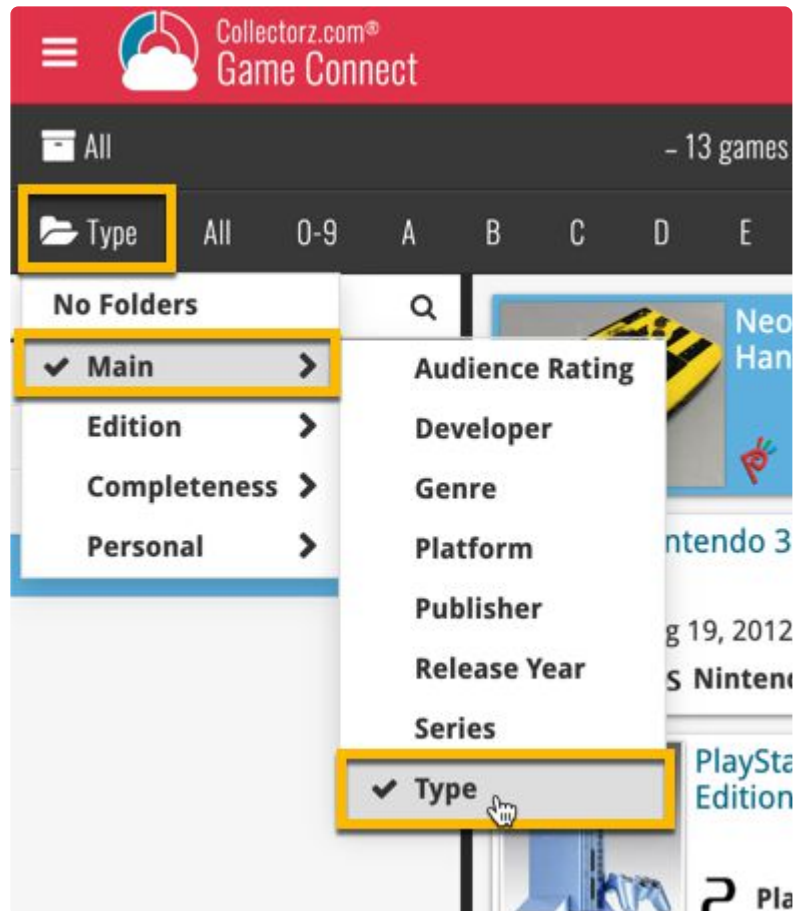 Collectorz.com®
Game Connect
All
– 13 games
Type All 0-9 A B C D E
No Folders
Main
Edition
Completeness
Personal
Audience Rating
Developer
Genre
Platform
Publisher
Release Year
Series
Type
Neo
Han
ntendo 3
g 19, 2012
S Ninten
PlaySta
Edition
2 Pla